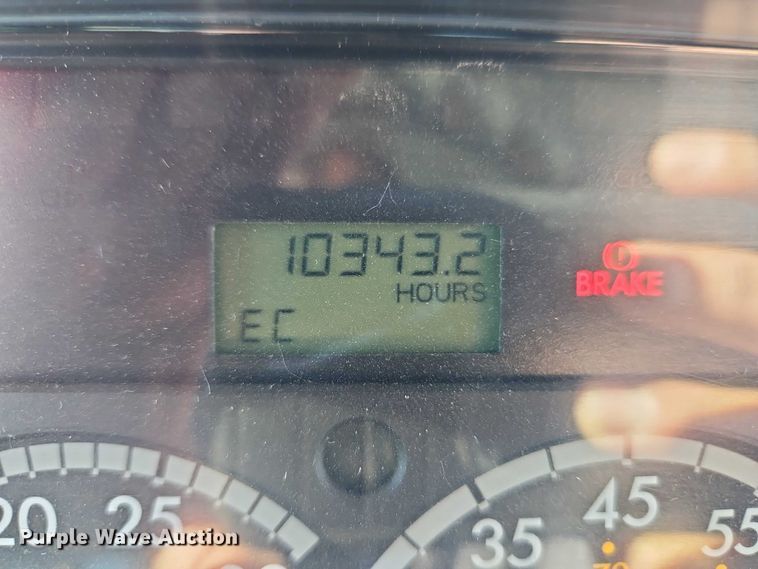 10343.2
HOURS
EC
BRAKE
20 25
35 45 55
Purple Wave Auction